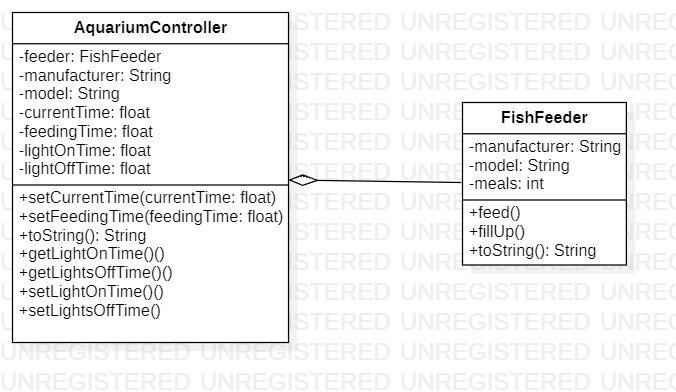 AquariumController
-feeder: FishFeeder
-manufacturer: String
-model: String
-currentTime: float
-feedingTime: float
-lightOnTime: float
-lightOffTime: float
+setCurrentTime(currentTime: float)
+setFeedingTime(feedingTime: float)
+toString(): String
+getLightOnTime()()
+getLightsOffTime()()
+setLightOnTime()()
+setLightsOffTime()
FishFeeder
-manufacturer: String
-model: String
-meals: int
+feed()
+fillUp()
+toString(): String
UNREGISTERED UNREGISTERED UNREGISTERED